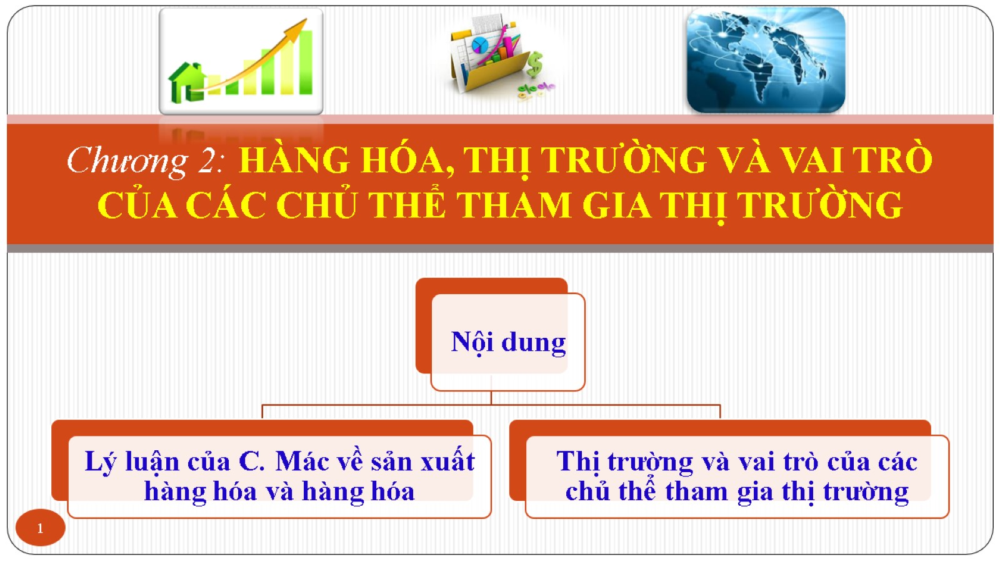 Chương 2: HÀNG HÓA, THỊ TRƯỜNG VÀ VAI TRÒ
CỦA CÁC CHỦ THỂ THAM GIA THỊ TRƯỜNG
Nội dung
Lý luận của C. Mác về sản xuất
hàng hóa và hàng hóa
Thị trường và vai trò của các
chủ thể tham gia thị trường
1